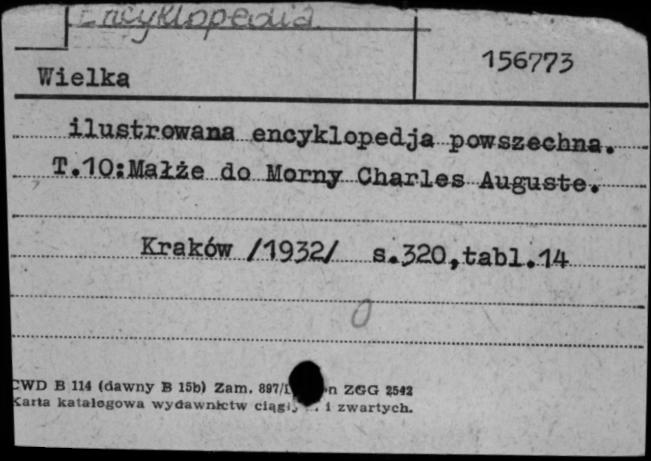 Encyklopedia
156773
Wielka
ilustrowana encyklopedja powszechna.
T.10:Małże do Morny Charles Auguste.
Kraków /1932/ s.320,tabl.14
0
CWD B 114 (dawny B 15b) Zam. 897/ ZGG 2542
Karta katalogowa wydawnictw i zwartych.